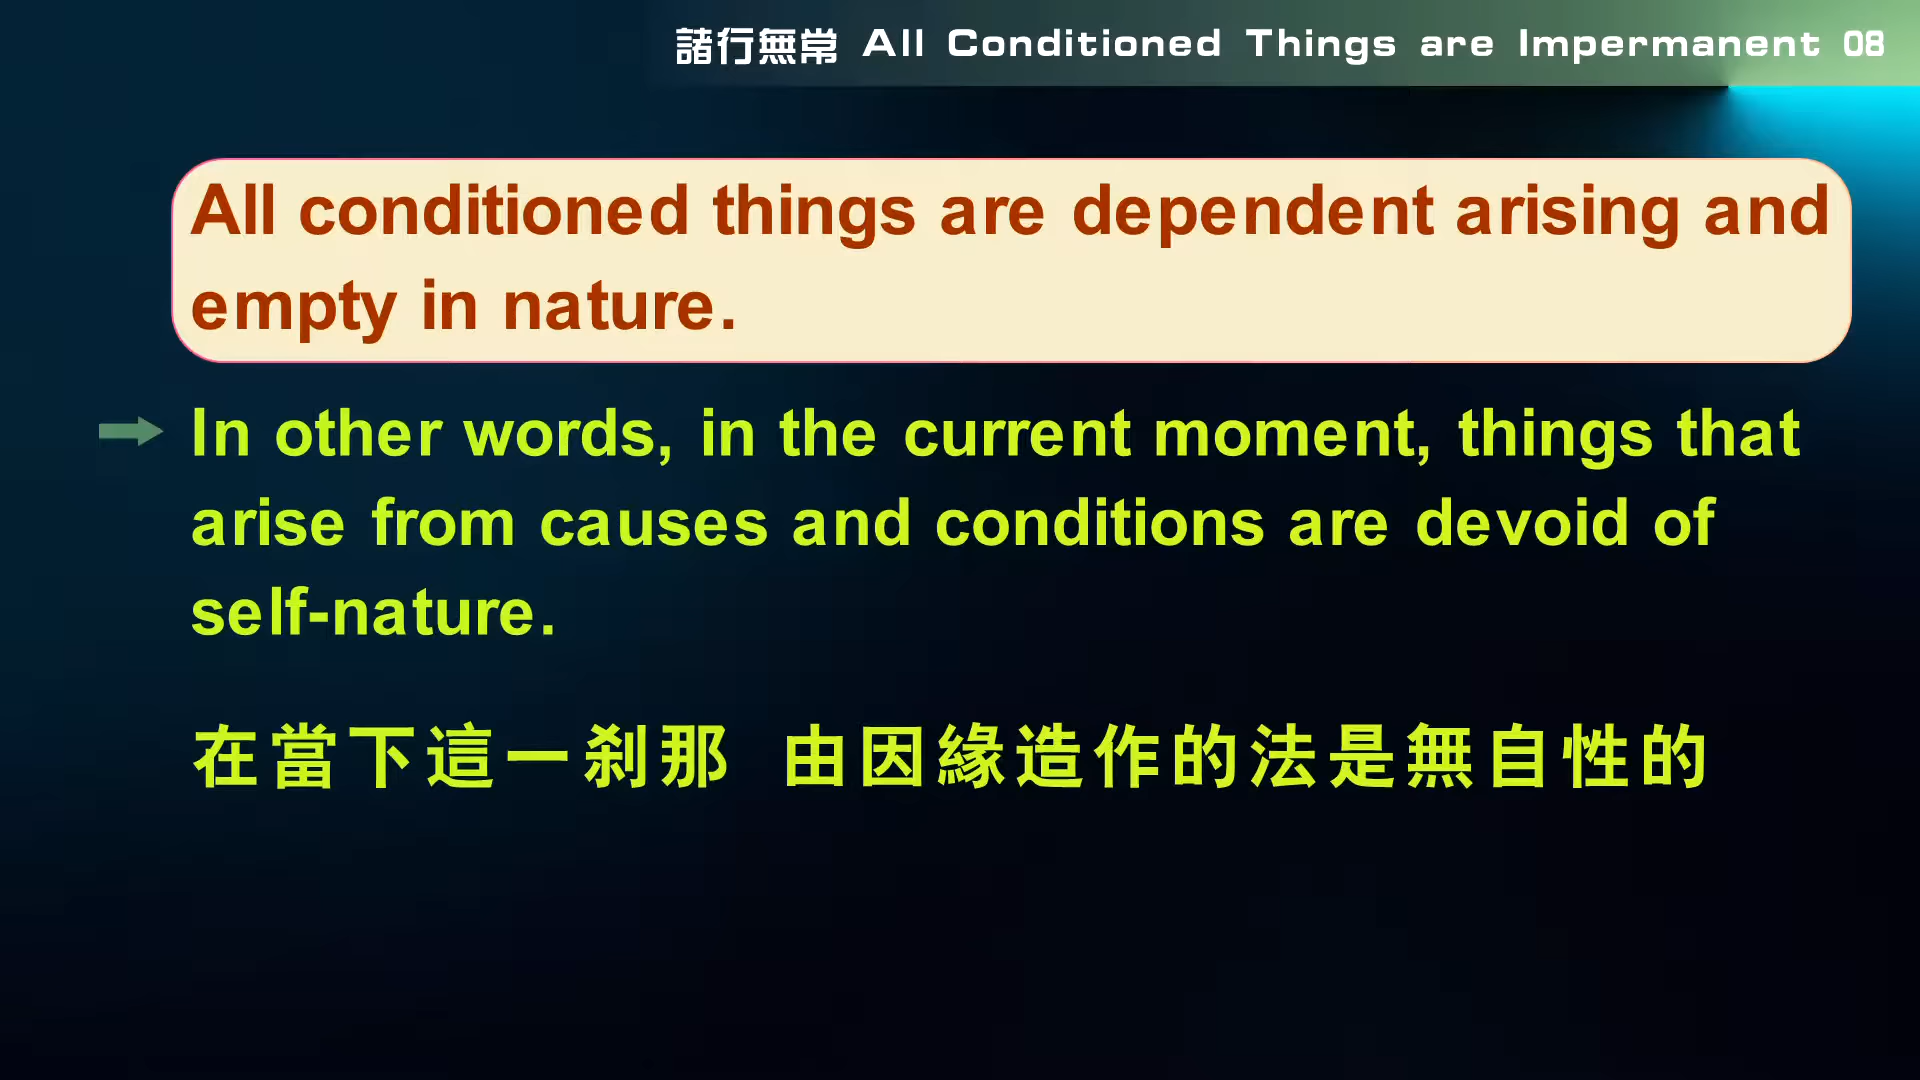 諸行無常 All Conditioned Things are Impermanent 08
All conditioned things are dependent arising and
empty in nature.
In other words, in the current moment, things that
arise from causes and conditions are devoid of
self-nature.
在當下這一剎那 由因緣造作的法是無自性的